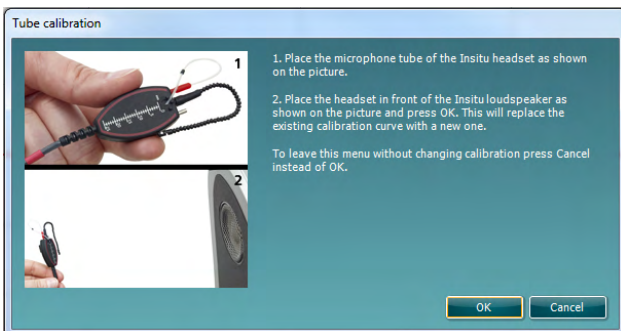 Tube calibration
1
1. Place the microphone tube of the Insitu headset as shown
on the picture.
2. Place the headset in front of the Insitu loudspeaker as
shown on the picture and press OK. This will replace the
existing calibration curve with a new one.
To leave this menu without changing calibration press Cancel
instead of OK.
2
OK
Cancel